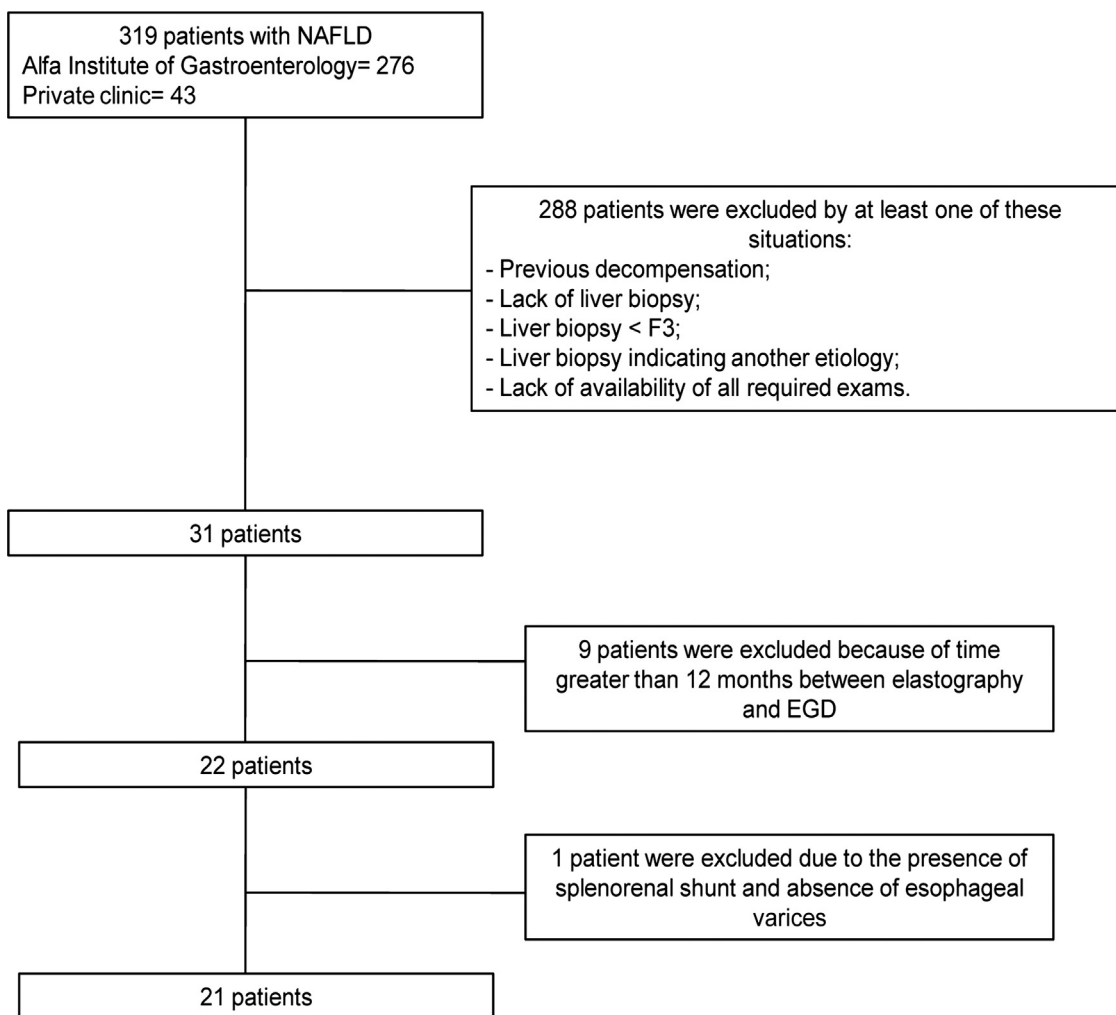 319 patients with NAFLD
Alfa Institute of Gastroenterology= 276
Private clinic= 43
288 patients were excluded by at least one of these
situations:
- Previous decompensation;
- Lack of liver biopsy;
- Liver biopsy < F3;
- Liver biopsy indicating another etiology;
- Lack of availability of all required exams.
31 patients
9 patients were excluded because of time
greater than 12 months between elastography
and EGD
22 patients
1 patient were excluded due to the presence of
splenorenal shunt and absence of esophageal
varices
21 patients